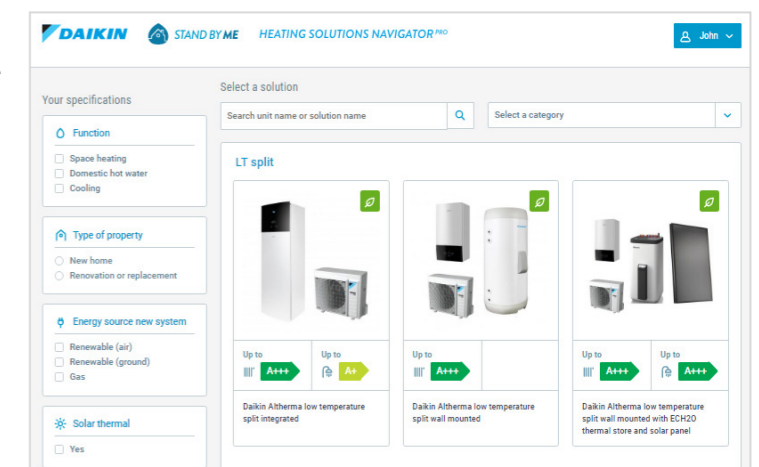 DAIKIN STAND BY ME HEATING SOLUTIONS NAVIGATOR PRO John
Your specifications
Function
Space heating
Domestic hot water
Cooling
Type of property
New home
Renovation or replacement
Energy source new system
Renewable (air)
Renewable (ground)
Gas
Solar thermal
Yes
Select a solution
Search unit name or solution name
Select a category
LT split
Up to
A+++
Up to
A+
Daikin Altherma low temperature
split integrated
Up to
A+++
Daikin Altherma low temperature
split wall mounted
Up to
A+++
Up to
A+++
Daikin Altherma low temperature
split wall mounted with ECH2O
thermal store and solar panel